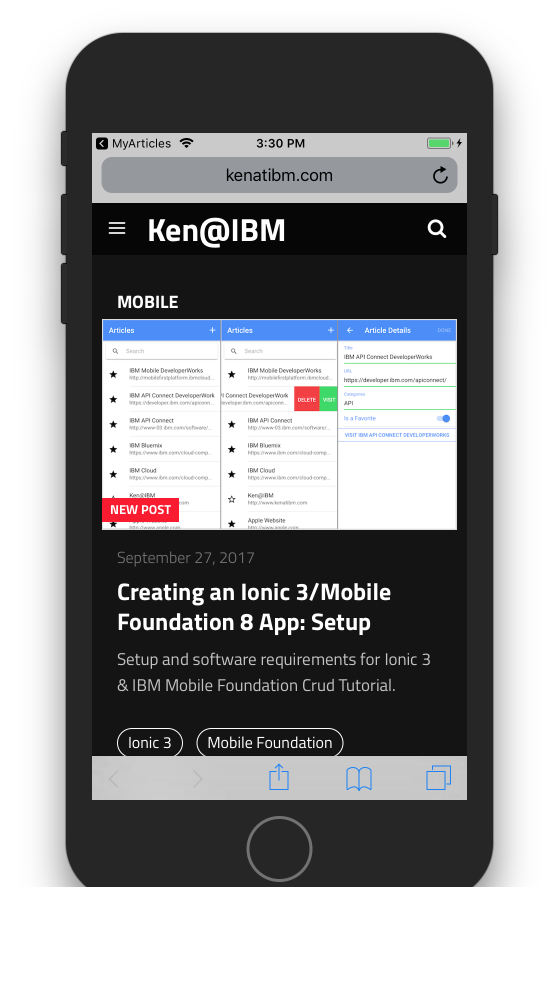 MyArticles
3:30 PM
kenatibm.com
Ken@IBM
MOBILE
Articles +
Search
IBM Mobile DeveloperWorks
http://mobilefirstplatform.ibmcloud...
IBM API Connect DeveloperWork
https://developer.ibm.com/apiconnec...
IBM API Connect
http://www-03.ibm.com/software/...
IBM Bluemix
https://www.ibm.com/cloud-comp...
IBM Cloud
https://www.ibm.com/cloud-comp...
Ken@IBM
Articles +
Search
IBM Mobile DeveloperWorks
http://mobilefirstplatform.ibmcloud...
I Connect DeveloperWork
eveloper.ibm.com/apiconn...
DELETE VISIT
IBM API Connect
http://www-03.ibm.com/software/...
IBM Bluemix
https://www.ibm.com/cloud-comp...
IBM Cloud
https://www.ibm.com/cloud-comp...
Ken@IBM
http://www.kenatibm.com
Apple Website
http://www.apple.com
Article Details DONE
Title
IBM API Connect DeveloperWorks
URL
https://developer.ibm.com/apiconnect/
Categories
API
Is a Favorite
VISIT IBM API CONNECT DEVELOPERWORKS
NEW POST
September 27, 2017
Creating an Ionic 3/Mobile
Foundation 8 App: Setup
Setup and software requirements for Ionic 3
& IBM Mobile Foundation Crud Tutorial.
Ionic 3 Mobile Foundation